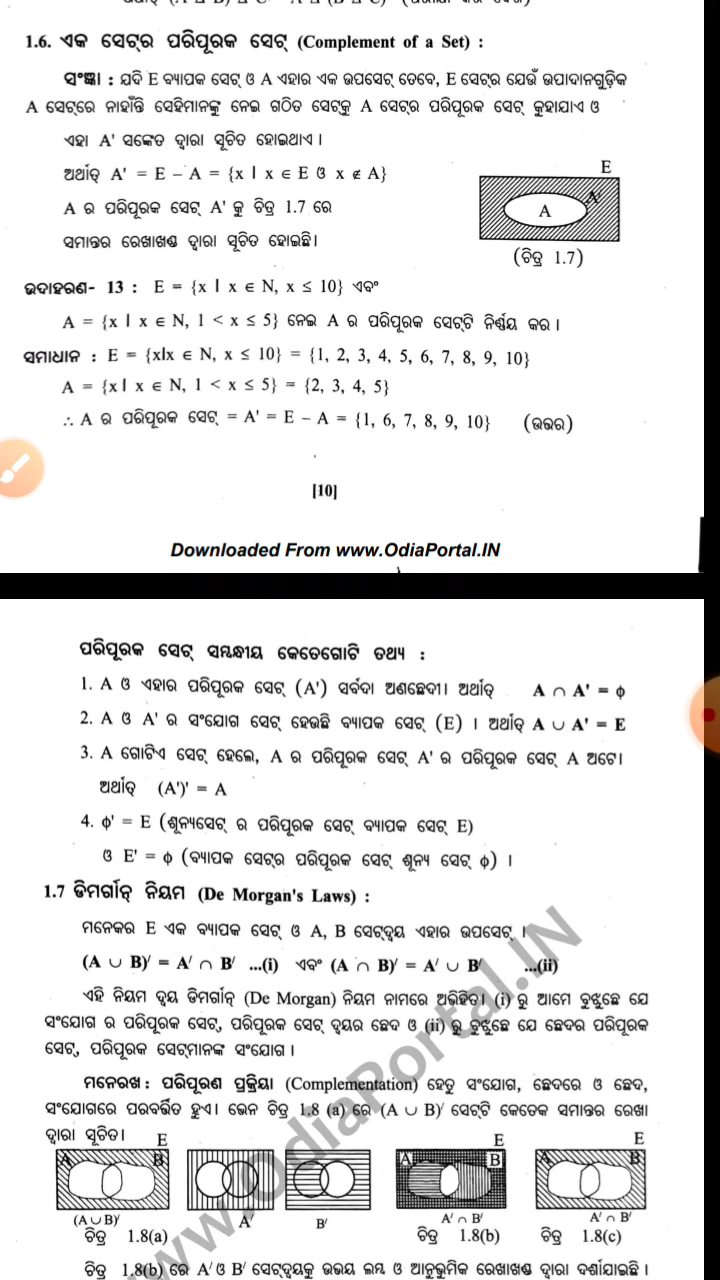 1.6. ଏକ ସେଟ୍‌ର ପରିପୂରକ ସେଟ୍ (Complement of a Set) :
ସଂଜ୍ଞା : ଯଦି E ବ୍ୟାପକ ସେଟ୍ ଓ A ଏହାର ଏକ ଉପସେଟ୍ ତେବେ, E ସେଟ୍‌ର ଯେଉଁ ଉପାଦାନଗୁଡ଼ିକ
A ସେଟ୍‌ରେ ନାହାଁନ୍ତି ସେହିମାନଙ୍କୁ ନେଇ ଗଠିତ ସେଟ୍‌କୁ A ସେଟ୍‌ର ପରିପୂରକ ସେଟ୍ କୁହାଯାଏ ଓ
ଏହା A' ସଙ୍କେତ ଦ୍ୱାରା ସୂଚିତ ହୋଇଥାଏ ।
ଅର୍ଥାତ୍ A' = E – A = {x | x ∈ E ଓ x ∉ A}
A ର ପରିପୂରକ ସେଟ୍ A' କୁ ଚିତ୍ର 1.7 ରେ
ସମାନ୍ତର ରେଖାଖଣ୍ଡ ଦ୍ୱାରା ସୂଚିତ ହୋଇଛି ।
E
A'
A
(ଚିତ୍ର 1.7)
ଉଦାହରଣ- 13 : E = {x | x ∈ N, x ≤ 10} ଏବଂ
A = {x | x ∈ N, 1 < x ≤ 5} ନେଇ A ର ପରିପୂରକ ସେଟ୍‌ଟି ନିର୍ଣ୍ଣୟ କର ।
ସମାଧାନ : E = {x|x ∈ N, x ≤ 10} = {1, 2, 3, 4, 5, 6, 7, 8, 9, 10}
A = {x | x ∈ N, 1 < x ≤ 5} = {2, 3, 4, 5}
∴ A ର ପରିପୂରକ ସେଟ୍ = A' = E – A = {1, 6, 7, 8, 9, 10} (ଉତ୍ତର)
[10]
Downloaded From www.OdiaPortal.IN
ପରିପୂରକ ସେଟ୍ ସମ୍ବନ୍ଧୀୟ କେତେଗୋଟି ତଥ୍ୟ :
1. A ଓ ଏହାର ପରିପୂରକ ସେଟ୍ (A') ସର୍ବଦା ଅଣଛେଦୀ । ଅର୍ଥାତ୍ A ∩ A' = ϕ
2. A ଓ A' ର ସଂଯୋଗ ସେଟ୍ ହେଉଛି ବ୍ୟାପକ ସେଟ୍ (E) । ଅର୍ଥାତ୍ A ∪ A' = E
3. A ଗୋଟିଏ ସେଟ୍ ହେଲେ, A ର ପରିପୂରକ ସେଟ୍ A' ର ପରିପୂରକ ସେଟ୍ A ଅଟେ ।
ଅର୍ଥାତ୍ (A')' = A
4. ϕ' = E (ଶୂନ୍ୟସେଟ୍ ର ପରିପୂରକ ସେଟ୍ ବ୍ୟାପକ ସେଟ୍ E)
ଓ E' = ϕ (ବ୍ୟାପକ ସେଟ୍‌ର ପରିପୂରକ ସେଟ୍ ଶୂନ୍ୟ ସେଟ୍ ϕ) ।
1.7 ଡିମର୍ଗାନ୍ ନିୟମ (De Morgan's Laws) :
ମନେକର E ଏକ ବ୍ୟାପକ ସେଟ୍ ଓ A, B ସେଟ୍‌ଦ୍ୱୟ ଏହାର ଉପସେଟ୍ ।
(A ∪ B)′ = A′ ∩ B′ ...(i) ଏବଂ (A ∩ B)′ = A′ ∪ B′ ...(ii)
ଏହି ନିୟମ ଦ୍ୱୟ ଡିମର୍ଗାନ୍ (De Morgan) ନିୟମ ନାମରେ ଅଭିହିତ । (i) ରୁ ଆମେ ବୁଝୁଛେ ଯେ
ସଂଯୋଗ ର ପରିପୂରକ ସେଟ୍, ପରିପୂରକ ସେଟ୍ ଦ୍ୱୟର ଛେଦ ଓ (ii) ରୁ ବୁଝୁଛେ ଯେ ଛେଦର ପରିପୂରକ
ସେଟ୍, ପରିପୂରକ ସେଟ୍‌ମାନଙ୍କ ସଂଯୋଗ ।
ମନେରଖ : ପରିପୂରଣ ପ୍ରକ୍ରିୟା (Complementation) ହେତୁ ସଂଯୋଗ, ଛେଦରେ ଓ ଛେଦ,
ସଂଯୋଗରେ ପରବର୍ତ୍ତିତ ହୁଏ । ଭେନ ଚିତ୍ର 1.8 (a) ରେ (A ∪ B)′ ସେଟ୍‌ଟି କେତେକ ସମାନ୍ତର ରେଖା
ଦ୍ୱାରା ସୂଚିତ ।
E E E
A B A B A B
(A ∪ B)′ A′ B′ A′ ∩ B′ A′ ∩ B′
ଚିତ୍ର 1.8(a) ଚିତ୍ର 1.8(b) ଚିତ୍ର 1.8(c)
ଚିତ୍ର 1.8(b) ରେ A′ ଓ B′ ସେଟ୍‌ଦ୍ୱୟକୁ ଉଭୟ ଲମ୍ବ ଓ ଆନୁଭୂମିକ ରେଖାଖଣ୍ଡ ଦ୍ୱାରା ଦର୍ଶାଯାଇଛି ।
www.OdiaPortal.IN